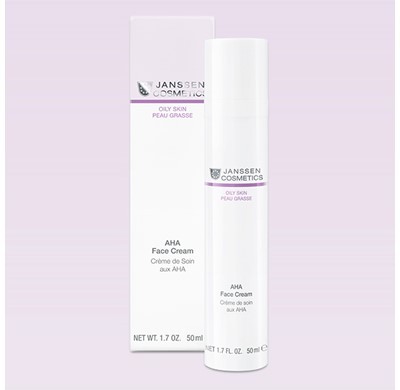 JANSSEN
COSMETICS
OILY SKIN
PEAU GRASSE
AHA
Face Cream
Crème de Soin
aux AHA
NET WT. 1.7 OZ. 50ml
JANSSEN
COSMETICS
OILY SKIN
PEAU GRASSE
AHA
Face Cream
Crème de soin
aux AHA
NET 1.7 FL. OZ. 50 ml ℮